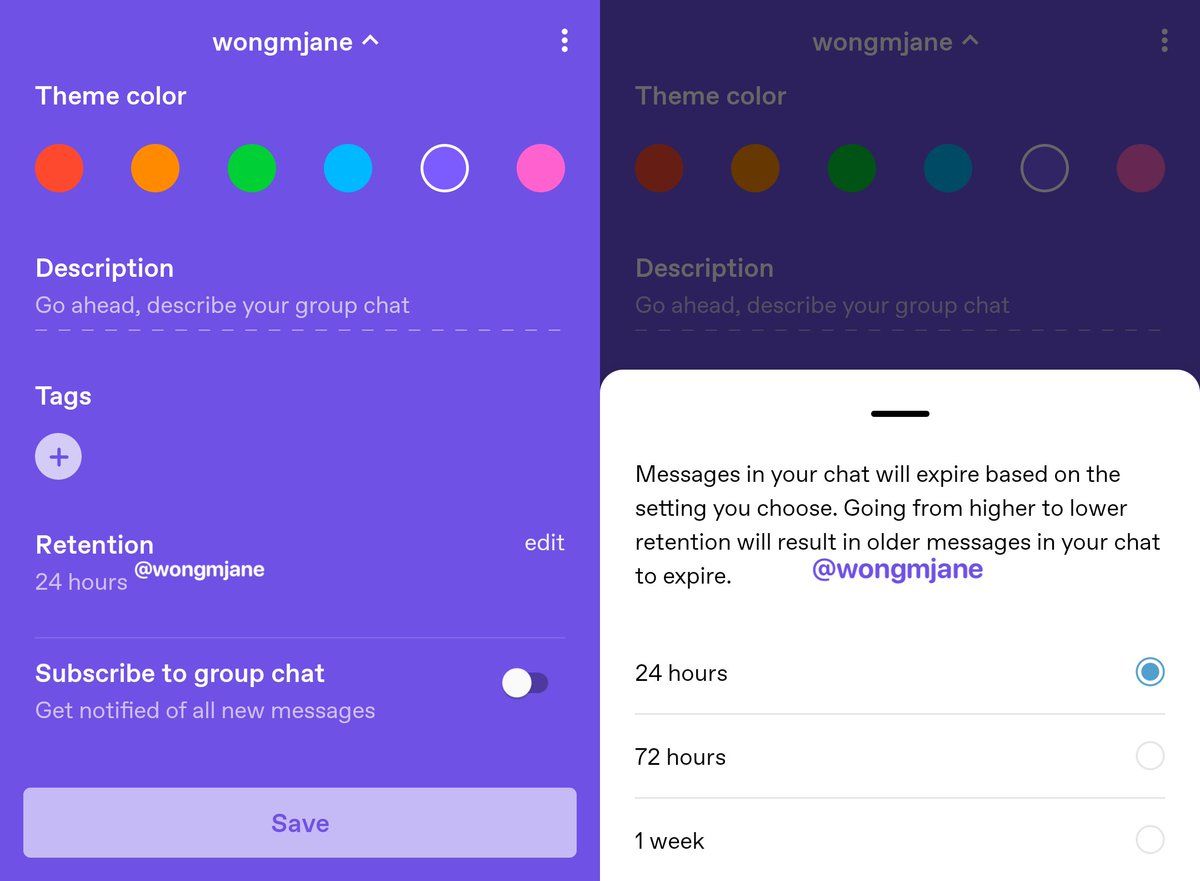 wongmjane
Theme color
Description
Go ahead, describe your group chat
Tags
Retention
edit
24 hours
@wongmjane
Subscribe to group chat
Get notified of all new messages
Save
wongmjane
Theme color
Description
Go ahead, describe your group chat
Messages in your chat will expire based on the
setting you choose. Going from higher to lower
retention will result in older messages in your chat
to expire.
@wongmjane
24 hours
72 hours
1 week